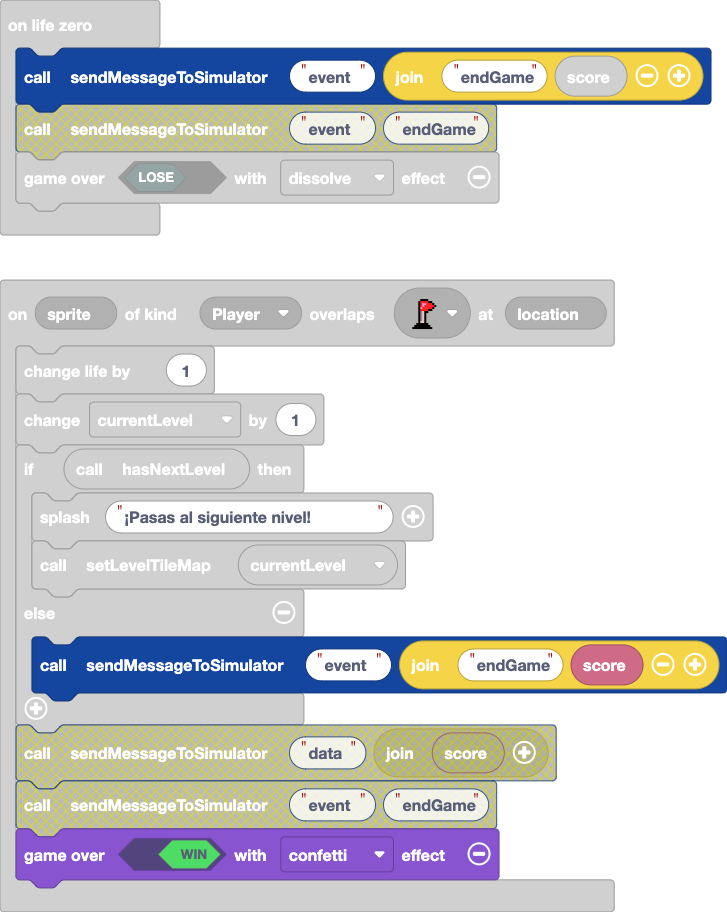 on life zero
call sendMessageToSimulator "event" join "endGame" score
call sendMessageToSimulator "event" "endGame"
game over LOSE with dissolve effect
on sprite of kind Player overlaps at location
change life by 1
change currentLevel by 1
if call hasNextLevel then
splash "¡Pasas al siguiente nivel! "
call setLevelTileMap currentLevel
else
call sendMessageToSimulator "event" join "endGame" score
call sendMessageToSimulator "data" join score
call sendMessageToSimulator "event" "endGame"
game over WIN with confetti effect